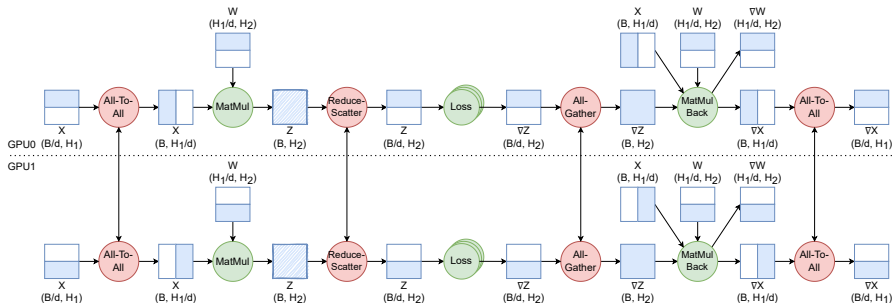 X
(B, H1/d)
W
(H1/d, H2)
∇W
(H1/d, H2)
W
(H1/d, H2)
All-To-
All
MatMul
Reduce-
Scatter
Loss
All-
Gather
MatMul
Back
All-To-
All
X
(B/d, H1)
X
(B, H1/d)
Z
(B, H2)
Z
(B/d, H2)
∇Z
(B/d, H2)
∇Z
(B, H2)
∇X
(B, H1/d)
∇X
(B/d, H1)
GPU0
GPU1
W
(H1/d, H2)
X
(B, H1/d)
W
(H1/d, H2)
∇W
(H1/d, H2)
All-To-
All
MatMul
Reduce-
Scatter
Loss
All-
Gather
MatMul
Back
All-To-
All
X
(B/d, H1)
X
(B, H1/d)
Z
(B, H2)
Z
(B/d, H2)
∇Z
(B/d, H2)
∇Z
(B, H2)
∇X
(B, H1/d)
∇X
(B/d, H1)